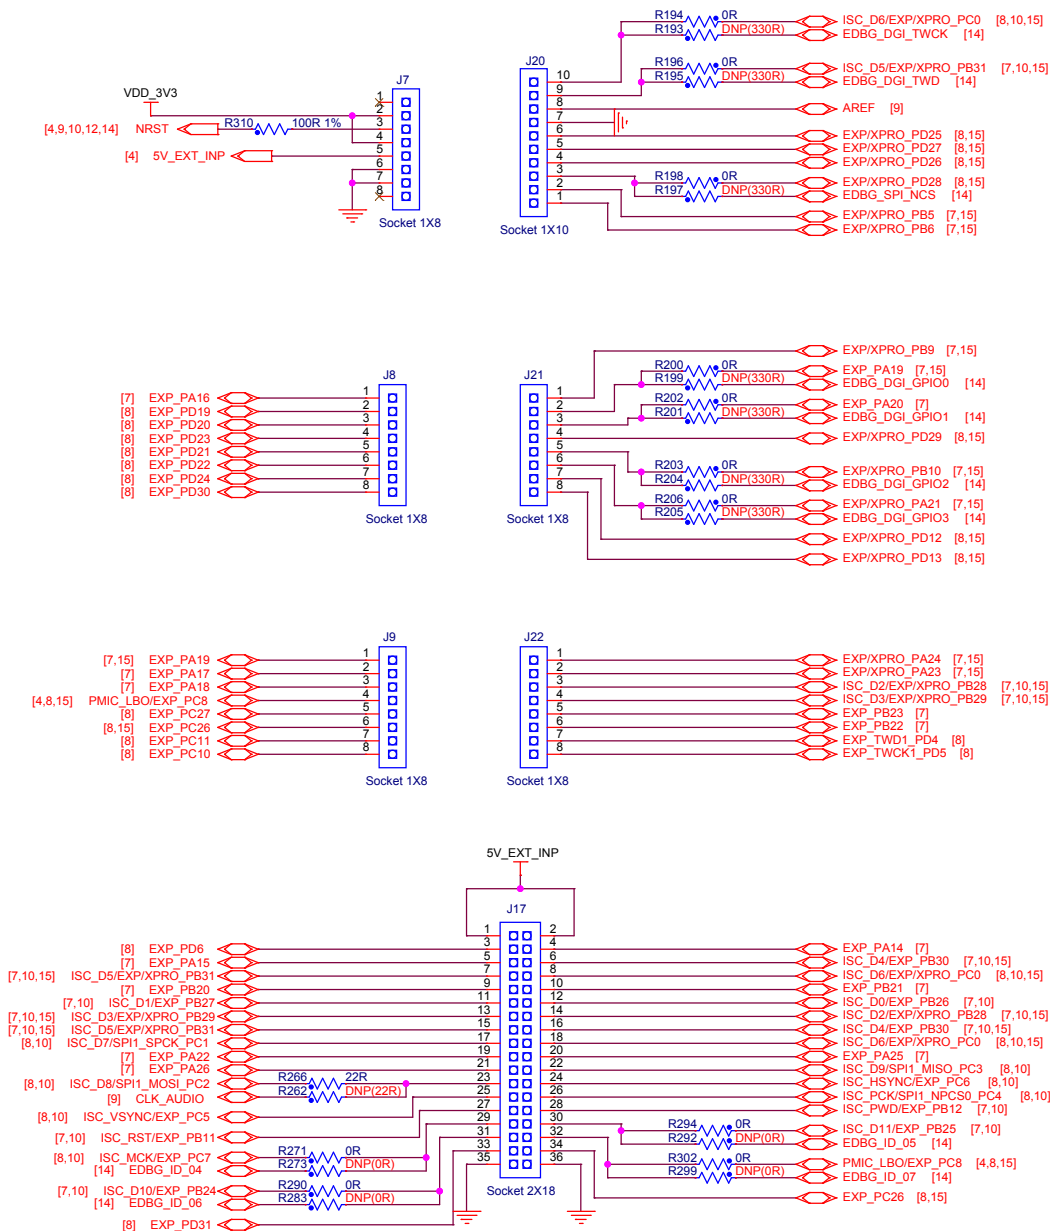 R194 0R ISC_D6/EXP/XPRO_PC0 [8,10,15]
R193 DNP(330R) EDBG_DGI_TWCK [14]
J20
R196 0R ISC_D5/EXP/XPRO_PB31 [7,10,15]
10 R195 DNP(330R) EDBG_DGI_TWD [14]
9
8 AREF [9]
7
6 EXP/XPRO_PD25 [8,15]
5 EXP/XPRO_PD27 [8,15]
4 EXP/XPRO_PD26 [8,15]
3 R198 0R EXP/XPRO_PD28 [8,15]
2 R197 DNP(330R) EDBG_SPI_NCS [14]
1
EXP/XPRO_PB5 [7,15]
EXP/XPRO_PB6 [7,15]
Socket 1X10
J7
VDD_3V3
1
2
[4,9,10,12,14] NRST R310 100R 1% 3
4
[4] 5V_EXT_INP 5
6
7
8
Socket 1X8
J8
[7] EXP_PA16 1
[8] EXP_PD19 2
[8] EXP_PD20 3
[8] EXP_PD23 4
[8] EXP_PD21 5
[8] EXP_PD22 6
[8] EXP_PD24 7
[8] EXP_PD30 8
Socket 1X8
EXP/XPRO_PB9 [7,15]
J21
R200 0R EXP_PA19 [7,15]
R199 DNP(330R) EDBG_DGI_GPIO0 [14]
1
2 R202 0R EXP_PA20 [7]
3 R201 DNP(330R) EDBG_DGI_GPIO1 [14]
4 EXP/XPRO_PD29 [8,15]
5
6 R203 0R EXP/XPRO_PB10 [7,15]
7 R204 DNP(330R) EDBG_DGI_GPIO2 [14]
8
R206 0R EXP/XPRO_PA21 [7,15]
R205 DNP(330R) EDBG_DGI_GPIO3 [14]
EXP/XPRO_PD12 [8,15]
EXP/XPRO_PD13 [8,15]
Socket 1X8
J9
[7,15] EXP_PA19 1
[7] EXP_PA17 2
[7] EXP_PA18 3
[4,8,15] PMIC_LBO/EXP_PC8 4
[8] EXP_PC27 5
[8,15] EXP_PC26 6
[8] EXP_PC11 7
[8] EXP_PC10 8
Socket 1X8
J22
1 EXP/XPRO_PA24 [7,15]
2 EXP/XPRO_PA23 [7,15]
3 ISC_D2/EXP/XPRO_PB28 [7,10,15]
4 ISC_D3/EXP/XPRO_PB29 [7,10,15]
5 EXP_PB23 [7]
6 EXP_PB22 [7]
7 EXP_TWD1_PD4 [8]
8 EXP_TWCK1_PD5 [8]
Socket 1X8
5V_EXT_INP
J17
1 2
[8] EXP_PD6 3 4 EXP_PA14 [7]
[7] EXP_PA15 5 6 ISC_D4/EXP_PB30 [7,10,15]
[7,10,15] ISC_D5/EXP/XPRO_PB31 7 8 ISC_D6/EXP/XPRO_PC0 [8,10,15]
[7] EXP_PB20 9 10 EXP_PB21 [7]
[7,10] ISC_D1/EXP_PB27 11 12 ISC_D0/EXP_PB26 [7,10]
[7,10,15] ISC_D3/EXP/XPRO_PB29 13 14 ISC_D2/EXP/XPRO_PB28 [7,10,15]
[7,10,15] ISC_D5/EXP/XPRO_PB31 15 16 ISC_D4/EXP_PB30 [7,10,15]
[8,10] ISC_D7/SPI1_SPCK_PC1 17 18 ISC_D6/EXP/XPRO_PC0 [8,10,15]
[7] EXP_PA22 19 20 EXP_PA25 [7]
[7] EXP_PA26 21 22 ISC_D9/SPI1_MISO_PC3 [8,10]
[8,10] ISC_D8/SPI1_MOSI_PC2 R266 22R 23 24 ISC_HSYNC/EXP_PC6 [8,10]
[9] CLK_AUDIO R262 DNP(22R) 25 26 ISC_PCK/SPI1_NPCS0_PC4 [8,10]
[8,10] ISC_VSYNC/EXP_PC5 27 28 ISC_PWD/EXP_PB12 [7,10]
29 30 R294 0R ISC_D11/EXP_PB25 [7,10]
[7,10] ISC_RST/EXP_PB11 31 32 R292 DNP(0R) EDBG_ID_05 [14]
33 34
[8,10] ISC_MCK/EXP_PC7 R271 0R 35 36 R302 0R PMIC_LBO/EXP_PC8 [4,8,15]
[14] EDBG_ID_04 R273 DNP(0R) R299 DNP(0R) EDBG_ID_07 [14]
[7,10] ISC_D10/EXP_PB24 R290 0R Socket 2X18
[14] EDBG_ID_06 R283 DNP(0R) EXP_PC26 [8,15]
[8] EXP_PD31